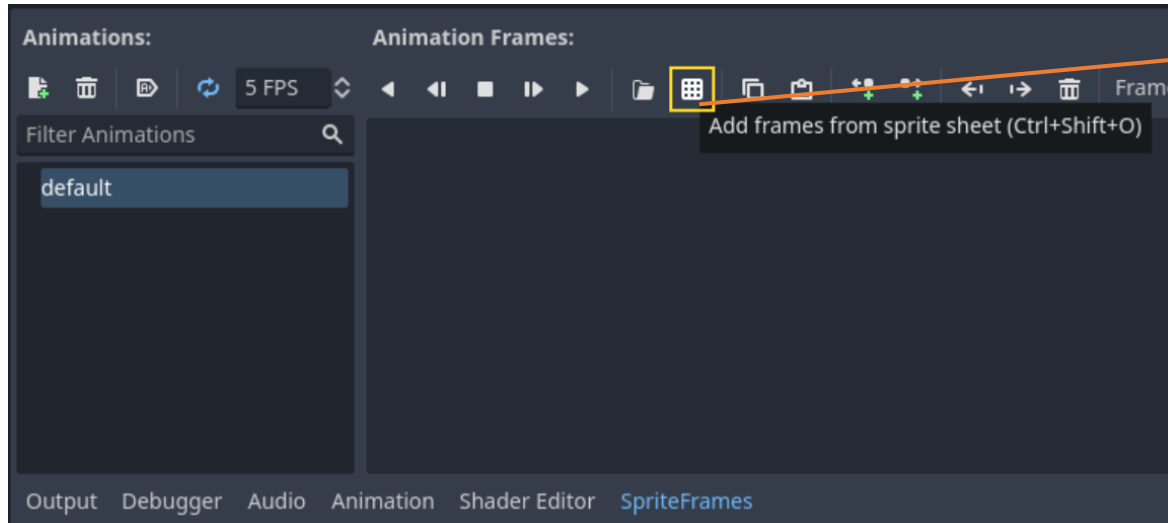 Animations:
Animation Frames:
5 FPS
Frame
Add frames from sprite sheet (Ctrl+Shift+O)
Filter Animations
default
Output Debugger Audio Animation Shader Editor SpriteFrames